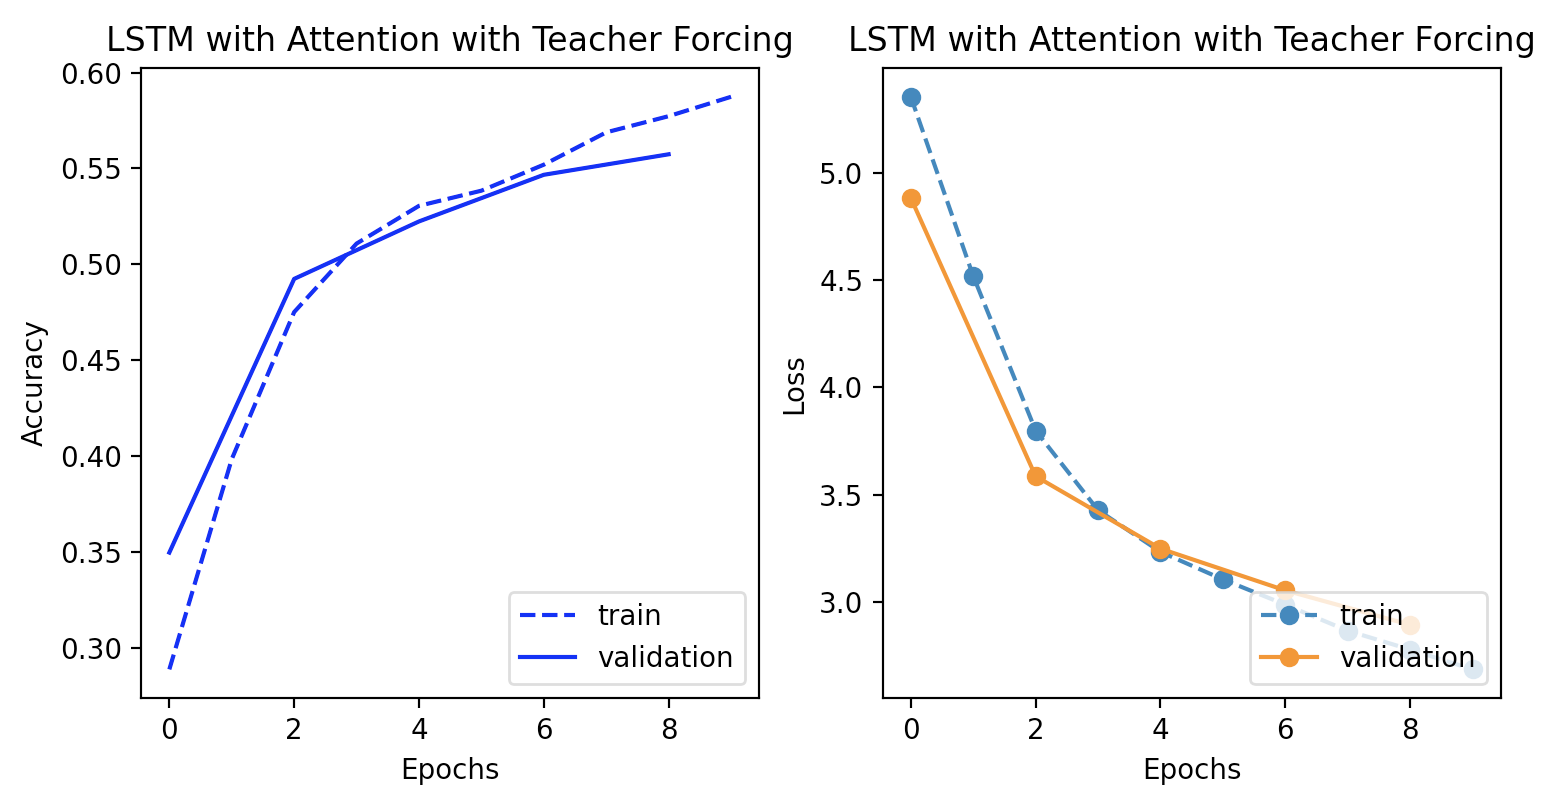 LSTM with Attention with Teacher Forcing
0.60
0.55
0.50
0.45
0.40
0.35
0.30
Accuracy
train
validation
0 2 4 6 8
Epochs
LSTM with Attention with Teacher Forcing
5.0
4.5
4.0
3.5
3.0
Loss
train
validation
0 2 4 6 8
Epochs